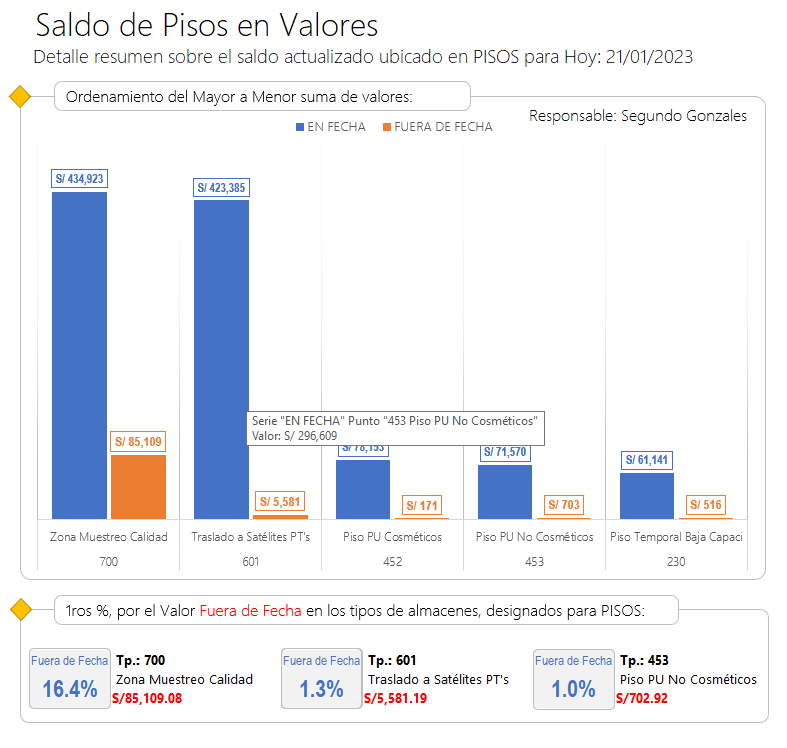 Saldo de Pisos en Valores
Detalle resumen sobre el saldo actualizado ubicado en PISOS para Hoy: 21/01/2023
Ordenamiento del Mayor a Menor suma de valores:
Responsable: Segundo Gonzales
EN FECHA FUERA DE FECHA
S/ 434,923
S/ 423,385
S/ 85,109
Serie "EN FECHA" Punto "453 Piso PU No Cosméticos"
Valor: S/ 296,609
S/ 78,153
S/ 71,570
S/ 61,141
S/ 5,581
S/ 171
S/ 703
S/ 516
Zona Muestreo Calidad Traslado a Satélites PT's Piso PU Cosméticos Piso PU No Cosméticos Piso Temporal Baja Capaci
700 601 452 453 230
1ros %, por el Valor Fuera de Fecha en los tipos de almacenes, designados para PISOS:
Fuera de Fecha
16.4%
Tp.: 700
Zona Muestreo Calidad
S/85,109.08
Fuera de Fecha
1.3%
Tp.: 601
Traslado a Satélites PT's
S/5,581.19
Fuera de Fecha
1.0%
Tp.: 453
Piso PU No Cosméticos
S/702.92